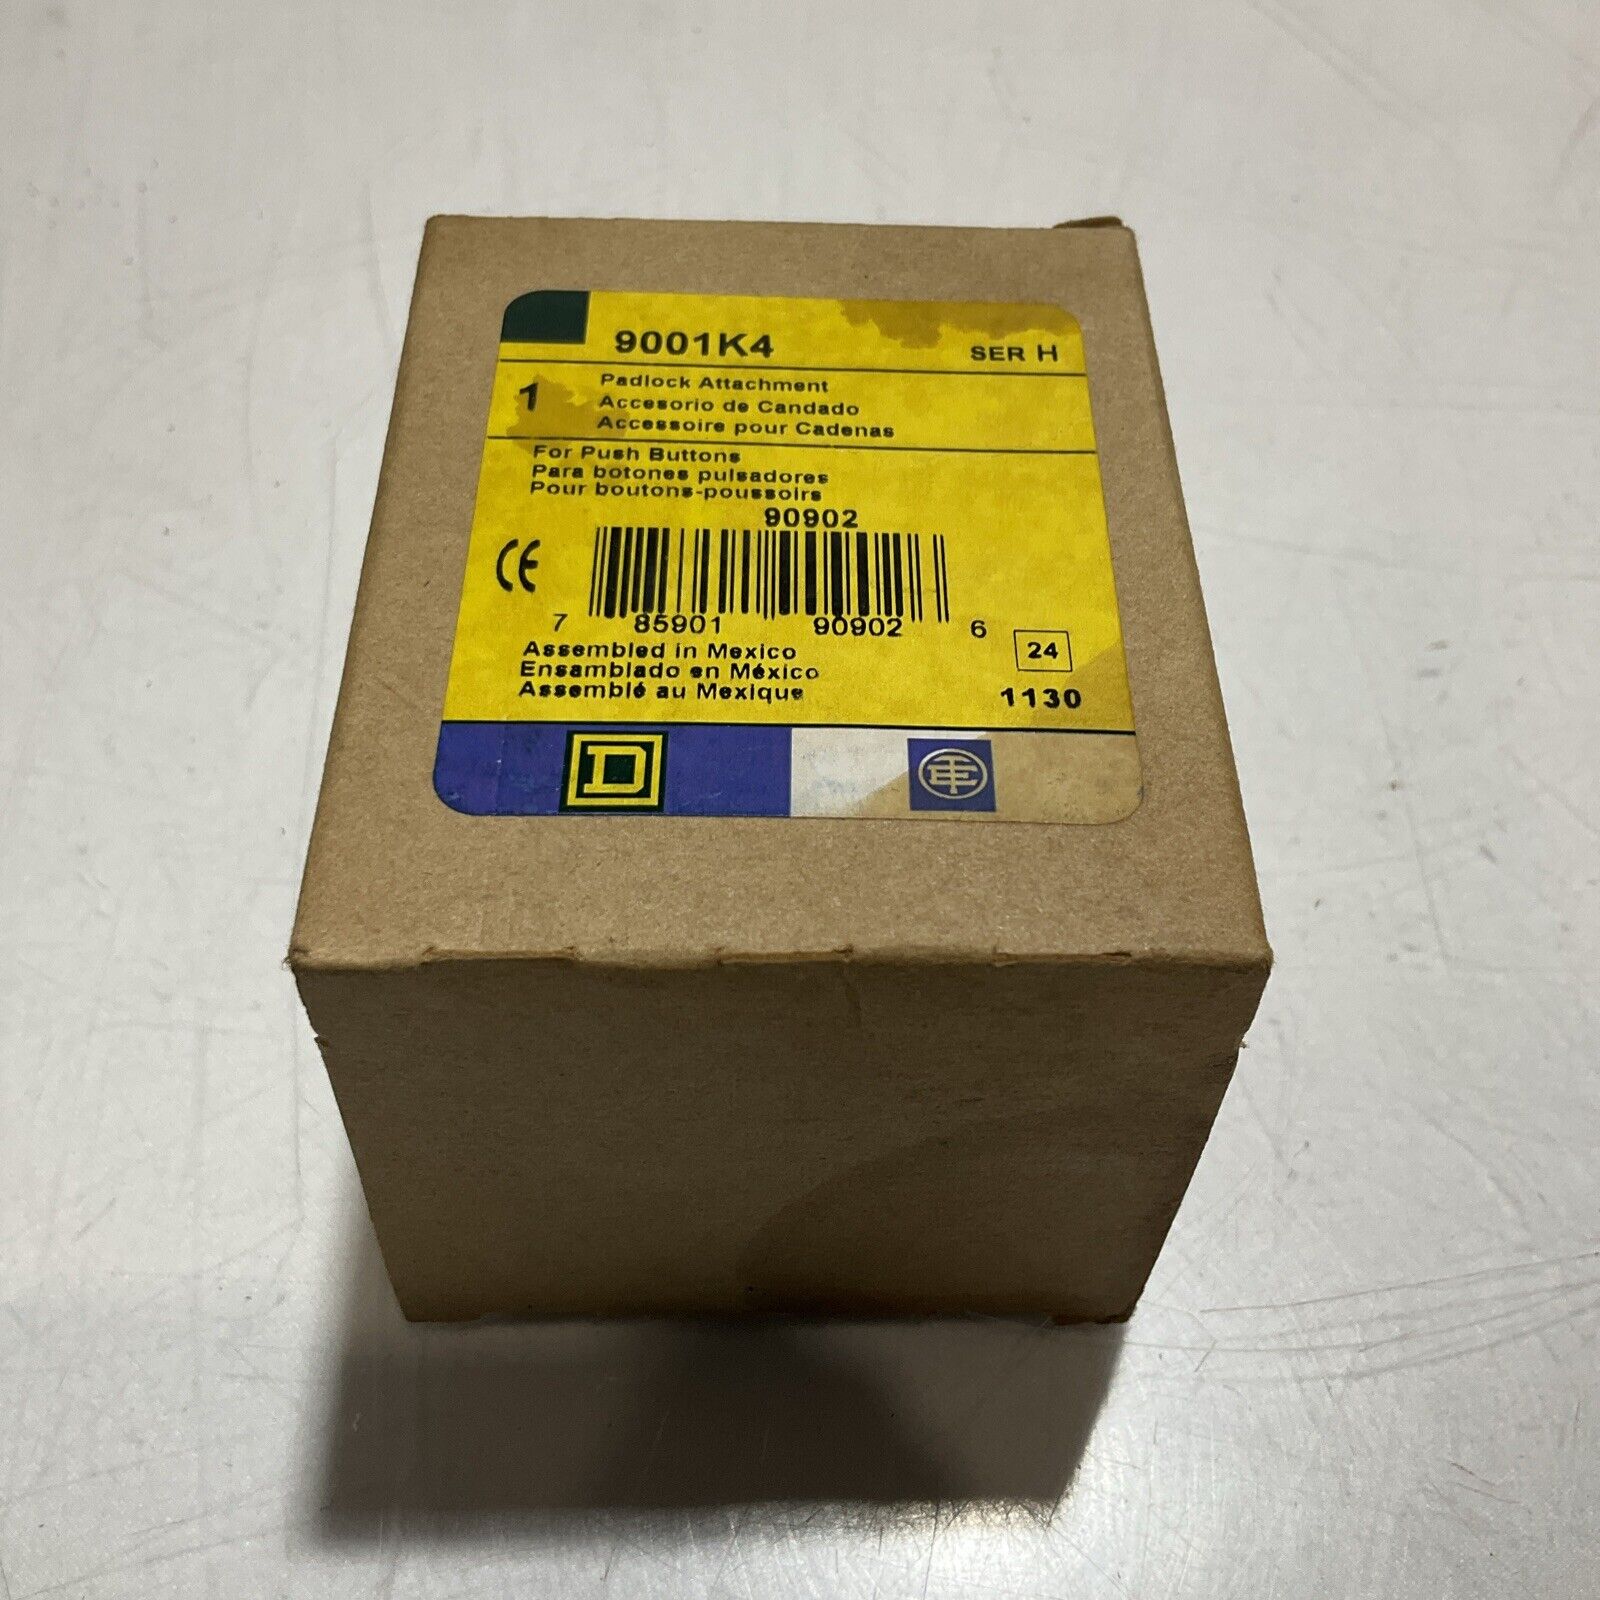 9001K4 SER H
1
Padlock Attachment
Accesorio de Candado
Accessoire pour Cadenas
For Push Buttons
Para botones pulsadores
Pour boutons-poussoirs
90902
CE
7 85901 90902 6
Assembled in Mexico
Ensamblado en México
Assemblé au Mexique
24
1130
D
TE